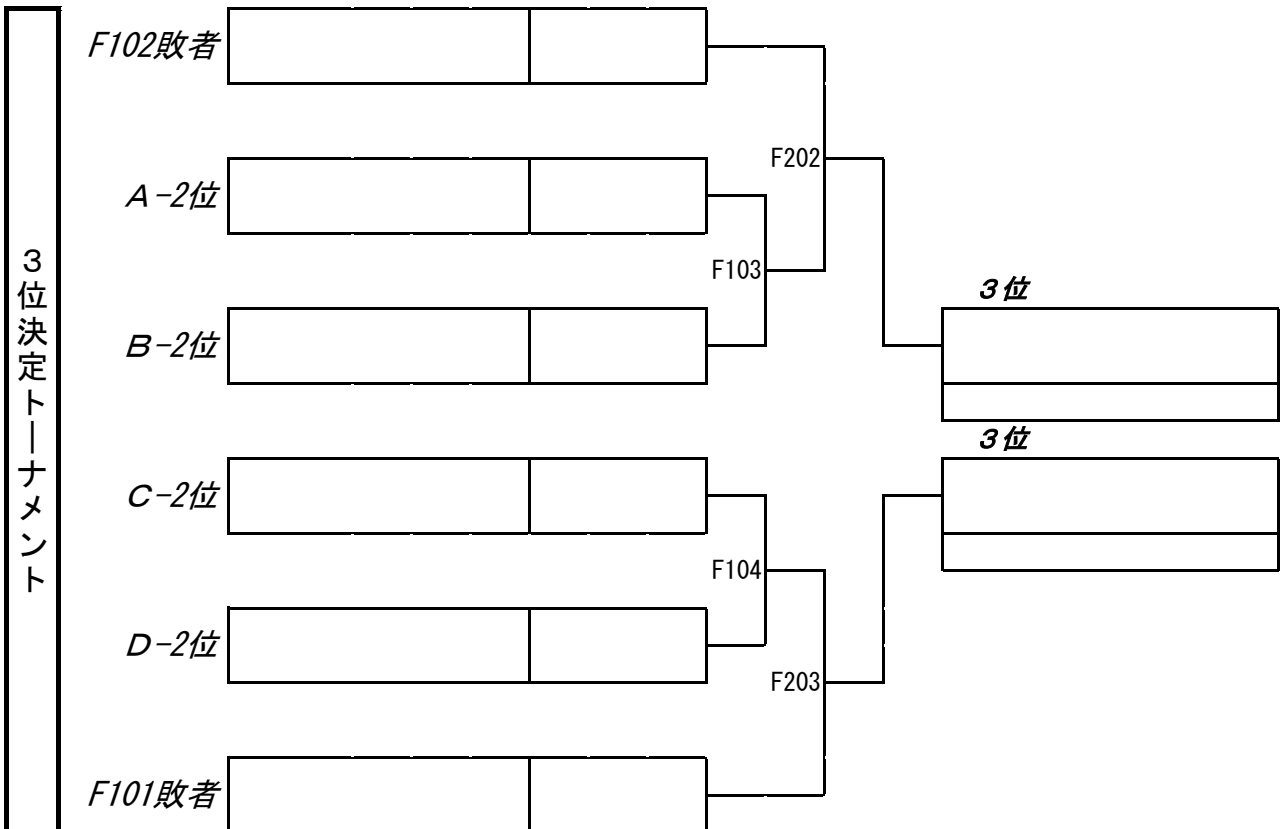 3位決定トーナメント
F102敗者
F202
A-2位
F103
B-2位
3位
3位
C-2位
F104
D-2位
F203
F101敗者